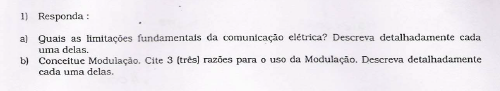 1) Responda :
a) Quais as limitações fundamentais da comunicação elétrica? Descreva detalhadamente cada
uma delas.
b) Conceitue Modulação. Cite 3 (três) razões para o uso da Modulação. Descreva detalhadamente
cada uma delas.